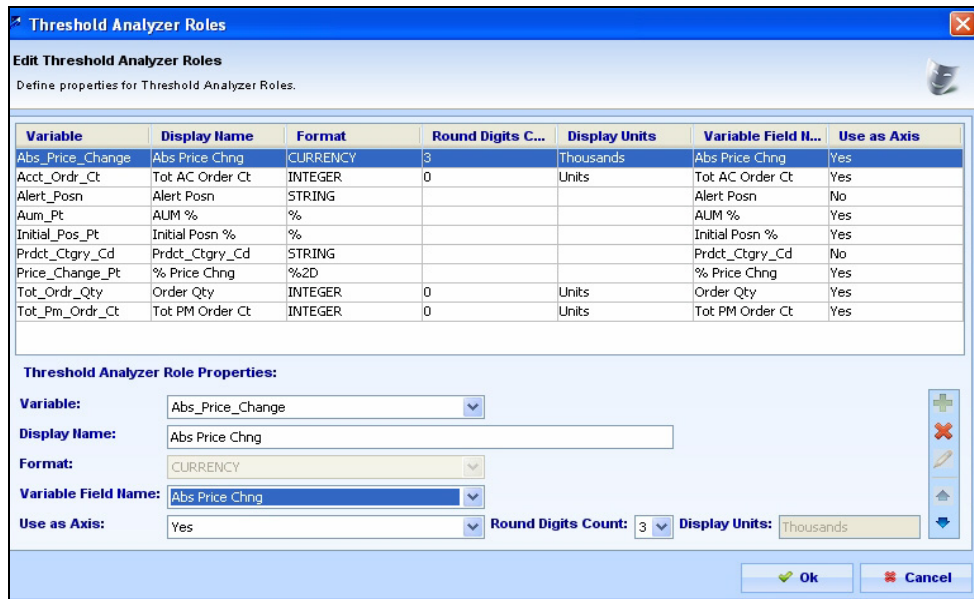 Threshold Analyzer Roles
Edit Threshold Analyzer Roles
Define properties for Threshold Analyzer Roles.
Variable Display Name Format Round Digits C... Display Units Variable Field N... Use as Axis
Abs_Price_Change Abs Price Chng CURRENCY 3 Thousands Abs Price Chng Yes
Acct_Ordr_Ct Tot AC Order Ct INTEGER 0 Units Tot AC Order Ct Yes
Alert_Posn Alert Posn STRING Alert Posn No
Aum_Pt AUM % % AUM % Yes
Initial_Pos_Pt Initial Posn % % Initial Posn % Yes
Prdct_Ctgry_Cd Prdct_Ctgry_Cd STRING Prdct_Ctgry_Cd No
Price_Change_Pt % Price Chng %2D % Price Chng Yes
Tot_Ordr_Qty Order Qty INTEGER 0 Units Order Qty Yes
Tot_Pm_Ordr_Ct Tot PM Order Ct INTEGER 0 Units Tot PM Order Ct Yes
Threshold Analyzer Role Properties:
Variable: Abs_Price_Change
Display Name: Abs Price Chng
Format: CURRENCY
Variable Field Name: Abs Price Chng
Use as Axis: Yes Round Digits Count: 3 Display Units: Thousands
Ok Cancel